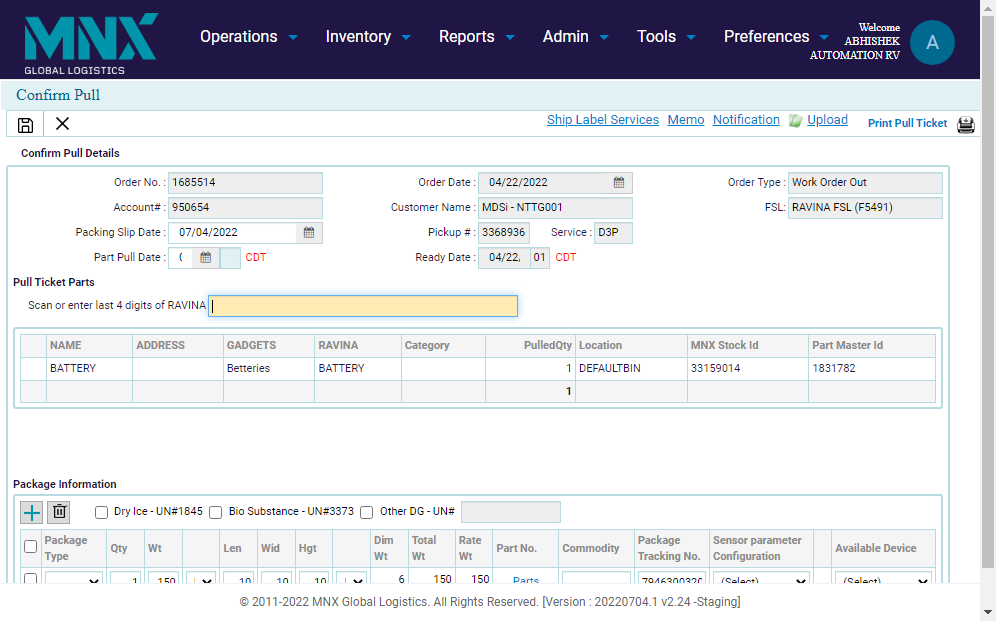 MNX
GLOBAL LOGISTICS
Operations Inventory Reports Admin Tools Preferences
Welcome
ABHISHEK
AUTOMATION RV
A
Confirm Pull
Ship Label Services Memo Notification Upload Print Pull Ticket
Confirm Pull Details
Order No. : 1685514 Order Date : 04/22/2022 Order Type : Work Order Out
Account# : 950654 Customer Name : MDSi - NTTG001 FSL: RAVINA FSL (F5491)
Packing Slip Date : 07/04/2022 Pickup # : 3368936 Service : D3P
Part Pull Date : CDT Ready Date : 04/22, 01 CDT
Pull Ticket Parts
Scan or enter last 4 digits of RAVINA
NAME ADDRESS GADGETS RAVINA Category PulledQty Location MNX Stock Id Part Master Id
BATTERY Betteries BATTERY 1 DEFAULTBIN 33159014 1831782
1
Package Information
Dry Ice - UN#1845 Bio Substance - UN#3373 Other DG - UN#
Package Type Qty Wt Len Wid Hgt Dim Wt Total Wt Rate Wt Part No. Commodity Package Tracking No. Sensor parameter Configuration Available Device
1 150 10 10 10 6 150 150 Parts 7946300320 (Select) (Select)
© 2011-2022 MNX Global Logistics. All Rights Reserved. [Version : 20220704.1 v2.24 -Staging]